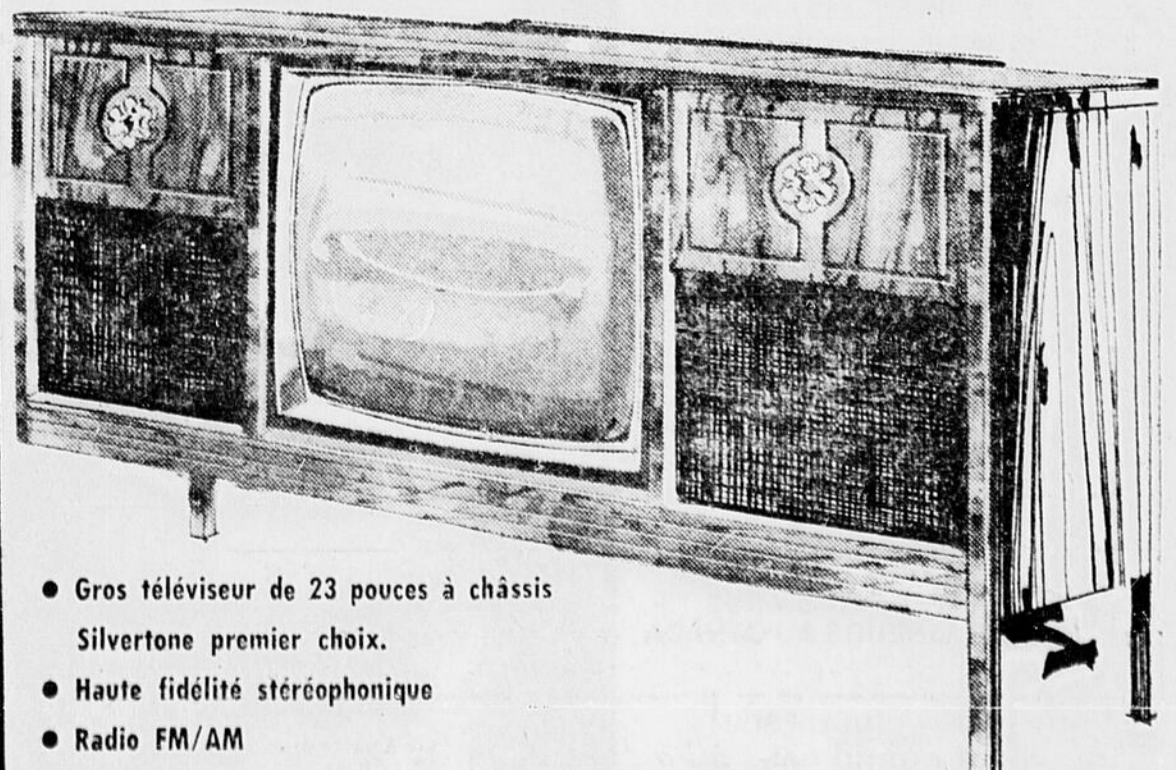 ● Gros téléviseur de 23 pouces à châssis
Silvertone premier choix.
● Haute fidélité stéréophonique
● Radio FM/AM